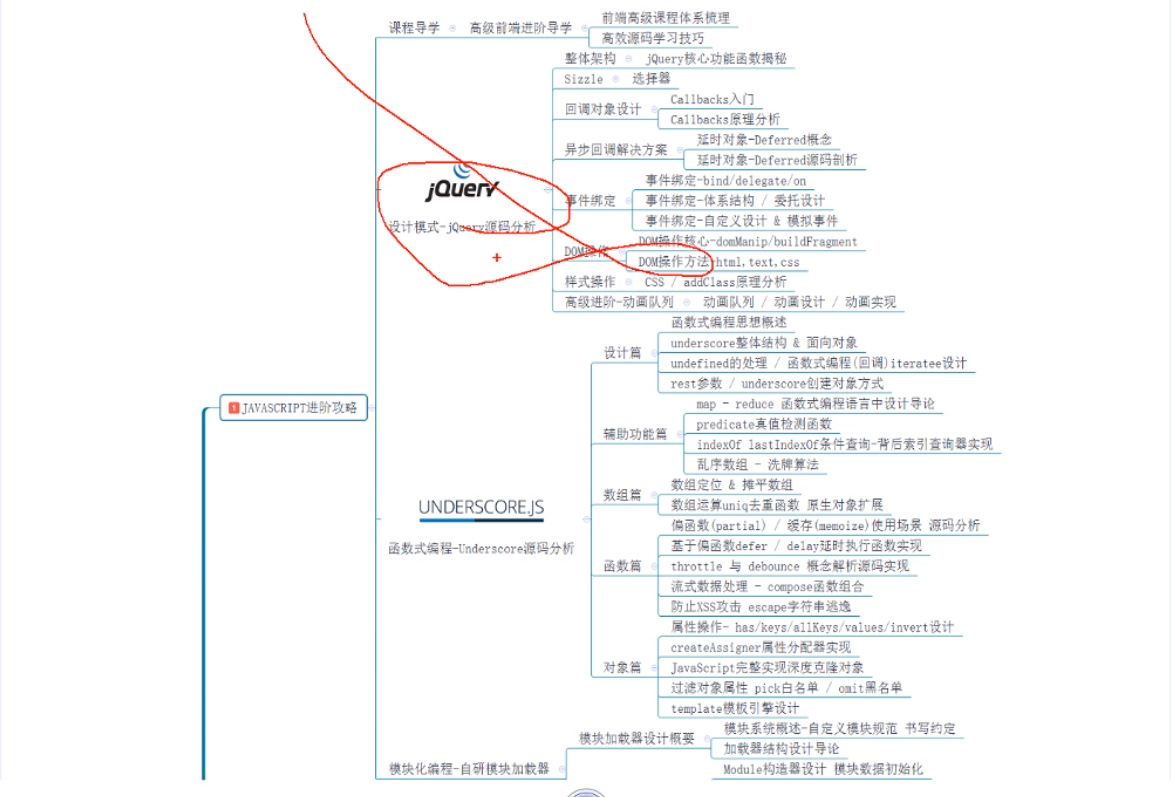 课程导学
高级前端进阶导学
前端高级课程体系梳理
高效源码学习技巧
jQuery
设计模式-jQuery源码分析
整体架构
jQuery核心功能函数揭秘
Sizzle
选择器
回调对象设计
Callbacks入门
Callbacks原理分析
异步回调解决方案
延时对象-Deferred概念
延时对象-Deferred源码剖析
事件绑定
事件绑定-bind/delegate/on
事件绑定-体系结构 / 委托设计
事件绑定-自定义设计 & 模拟事件
DOM操作
DOM操作核心-domManip/buildFragment
DOM操作方法-html,text,css
样式操作
CSS / addClass原理分析
高级进阶-动画队列
动画队列 / 动画设计 / 动画实现
1 JAVASCRIPT进阶攻略
UNDERSCORE.JS
函数式编程-Underscore源码分析
设计篇
函数式编程思想概述
underscore整体结构 & 面向对象
undefined的处理 / 函数式编程(回调)iteratee设计
rest参数 / underscore创建对象方式
辅助功能篇
map - reduce 函数式编程语言中设计导论
predicate真值检测函数
indexOf lastIndexOf条件查询-背后索引查询器实现
乱序数组 - 洗牌算法
数组篇
数组定位 & 摊平数组
数组运算uniq去重函数 原生对象扩展
函数篇
偏函数(partial) / 缓存(memoize)使用场景 源码分析
基于偏函数defer / delay延时执行函数实现
throttle 与 debounce 概念解析源码实现
流式数据处理 - compose函数组合
防止XSS攻击 escape字符串逃逸
对象篇
属性操作- has/keys/allKeys/values/invert设计
createAssigner属性分配器实现
JavaScript完整实现深度克隆对象
过滤对象属性 pick白名单 / omit黑名单
template模板引擎设计
模块化编程-自研模块加载器
模块加载器设计概要
模块系统概述-自定义模块规范 书写约定
加载器结构设计导论
Module构造器设计 模块数据初始化